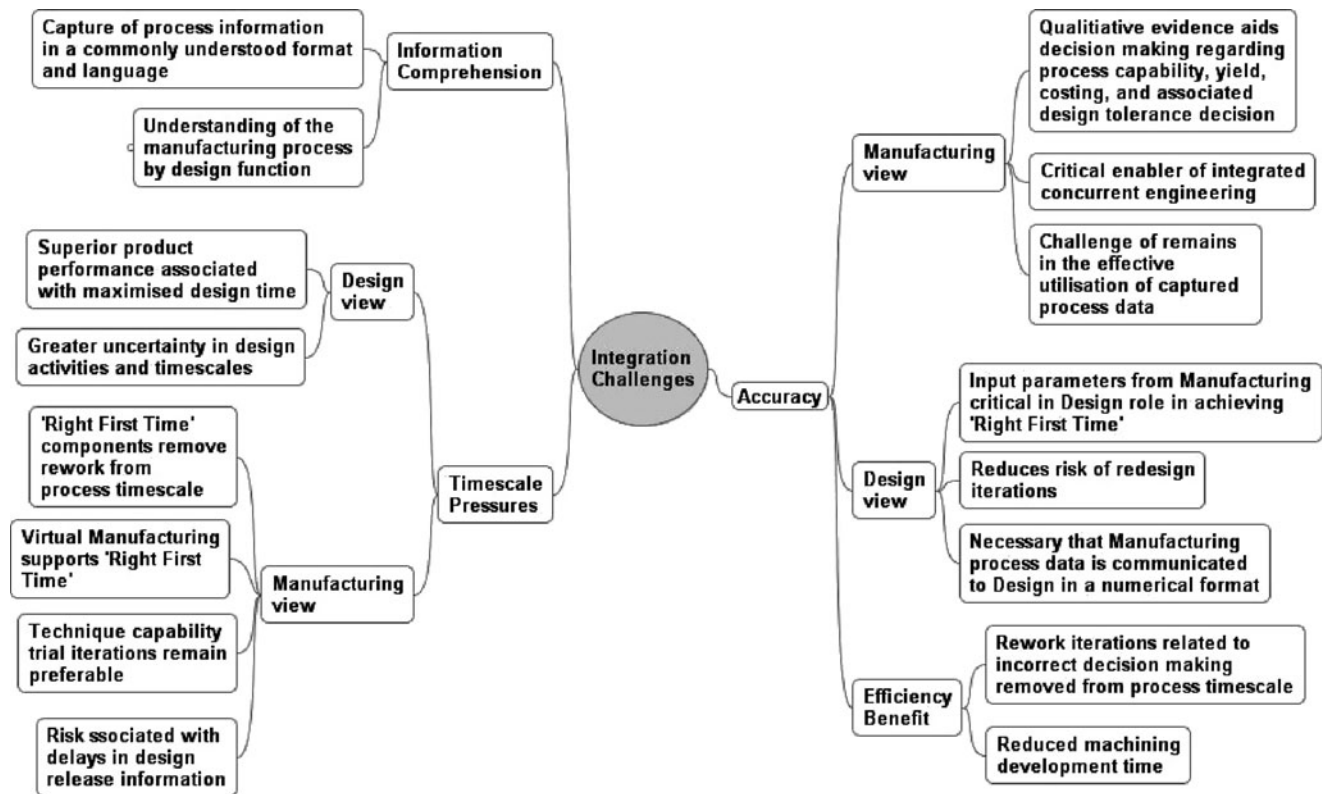 Capture of process information
in a commonly understood format
and language
Information
Comprehension
Understanding of the
manufacturing process
by design function
Superior product
performance associated
with maximised design time
Design
view
Greater uncertainty in design
activities and timescales
'Right First Time'
components remove
rework from
process timescale
Timescale
Pressures
Virtual Manufacturing
supports 'Right First
Time'
Manufacturing
view
Technique capability
trial iterations remain
preferable
Risk ssociated with
delays in design
release information
Integration
Challenges
Accuracy
Manufacturing
view
Qualitiative evidence aids
decision making regarding
process capability, yield,
costing, and associated
design tolerance decision
Critical enabler of integrated
concurrent engineering
Challenge of remains
in the effective
utilisation of captured
process data
Design
view
Input parameters from Manufacturing
critical in Design role in achieving
'Right First Time'
Reduces risk of redesign
iterations
Necessary that Manufacturing
process data is communicated
to Design in a numerical format
Efficiency
Benefit
Rework iterations related to
incorrect decision making
removed from process timescale
Reduced machining
development time